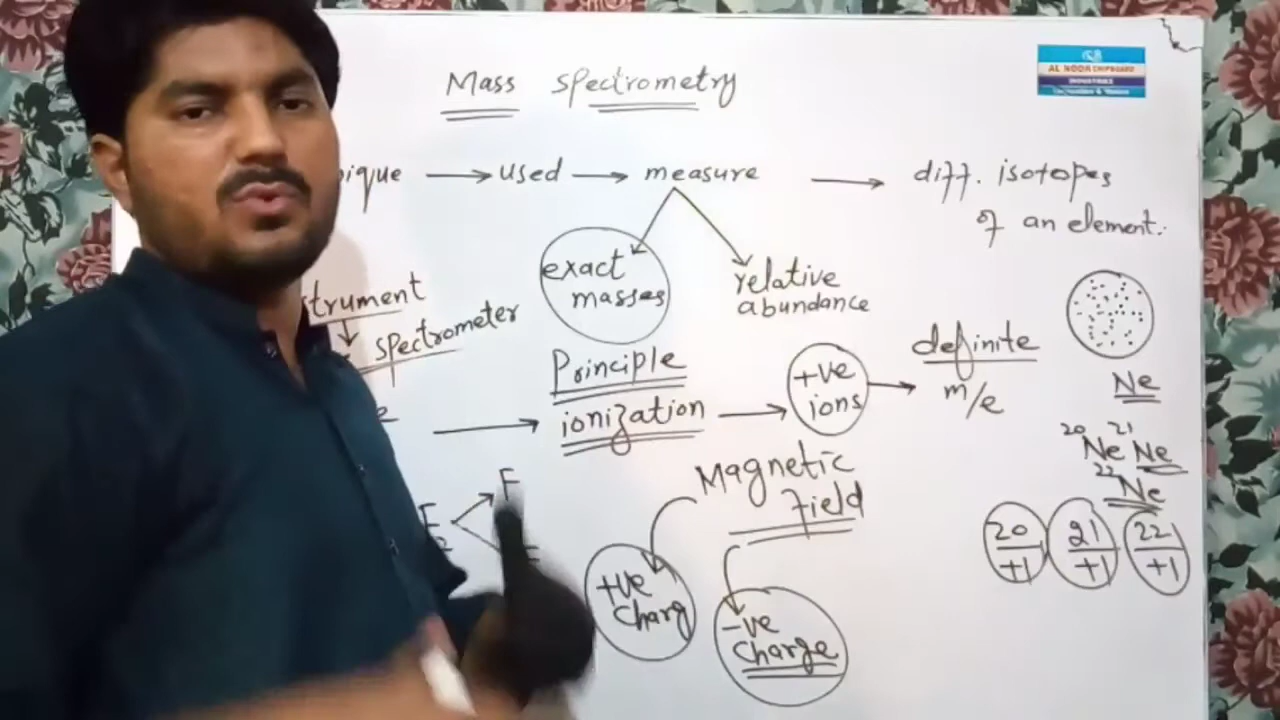 Mass Spectrometry
AL NOOR CHIPBOARD
INDUSTRIES
ique → used → measure → diff. isotopes
of an element.
exact
masses
relative
abundance
trument
spectrometer
Principle
ionization → +ve
ions → definite
m/e
Ne
20 Ne 21 Ne
22 Ne
Magnetic
Field
F
20/+1 21/+1 22/+1
+ve
Charg
-ve
Charge